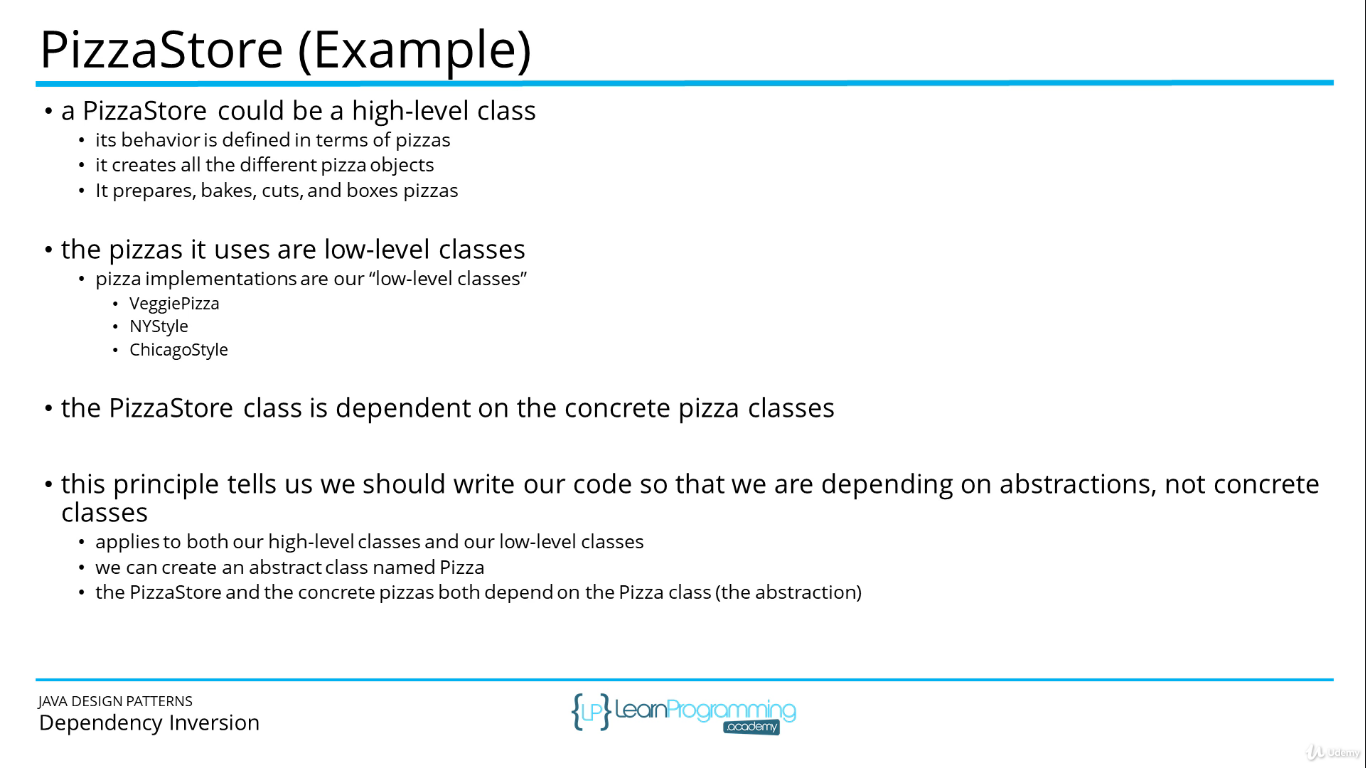 PizzaStore (Example)
• a PizzaStore could be a high-level class
• its behavior is defined in terms of pizzas
• it creates all the different pizza objects
• It prepares, bakes, cuts, and boxes pizzas
• the pizzas it uses are low-level classes
• pizza implementations are our “low-level classes”
• VeggiePizza
• NYStyle
• ChicagoStyle
• the PizzaStore class is dependent on the concrete pizza classes
• this principle tells us we should write our code so that we are depending on abstractions, not concrete
classes
• applies to both our high-level classes and our low-level classes
• we can create an abstract class named Pizza
• the PizzaStore and the concrete pizzas both depend on the Pizza class (the abstraction)
JAVA DESIGN PATTERNS
Dependency Inversion
{LP} LearnProgramming
.academy
Udemy